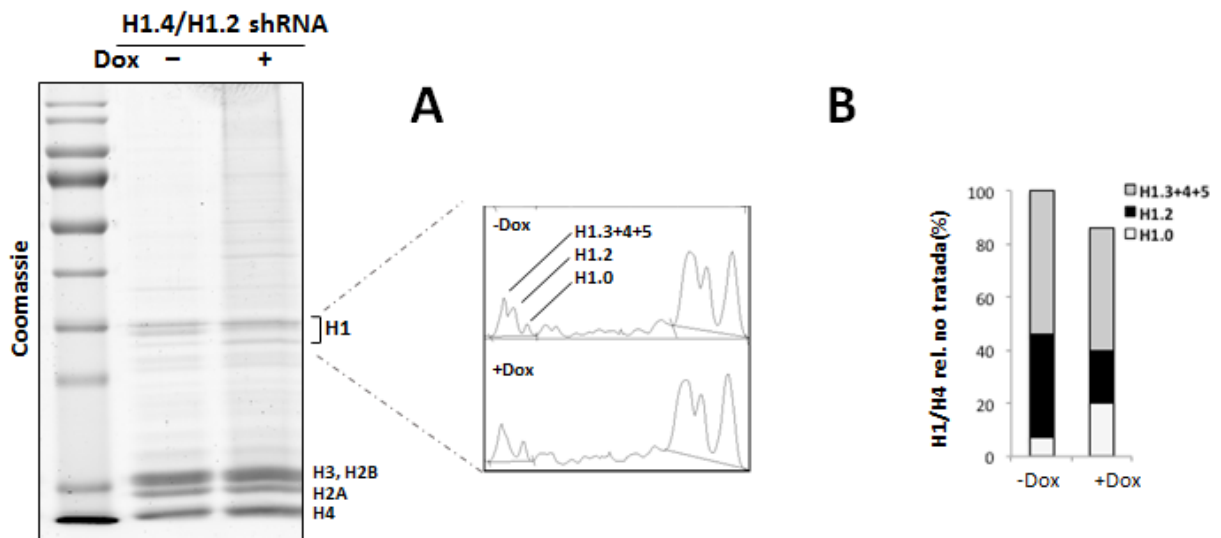 H1.4/H1.2 shRNA
Dox − +
Coomassie
H1
H3, H2B
H2A
H4
A
-Dox
H1.3+4+5
H1.2
H1.0
+Dox
B
H1/H4 rel. no tratada(%)
100
80
60
40
20
0
-Dox +Dox
H1.3+4+5
H1.2
H1.0